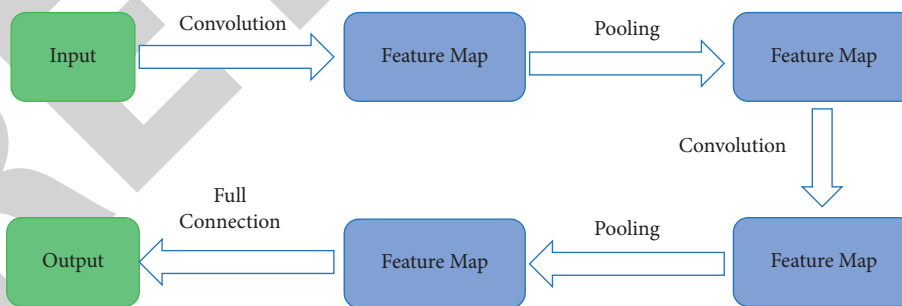 Input
Convolution
Feature Map
Pooling
Feature Map
Convolution
Feature Map
Pooling
Feature Map
Full
Connection
Output